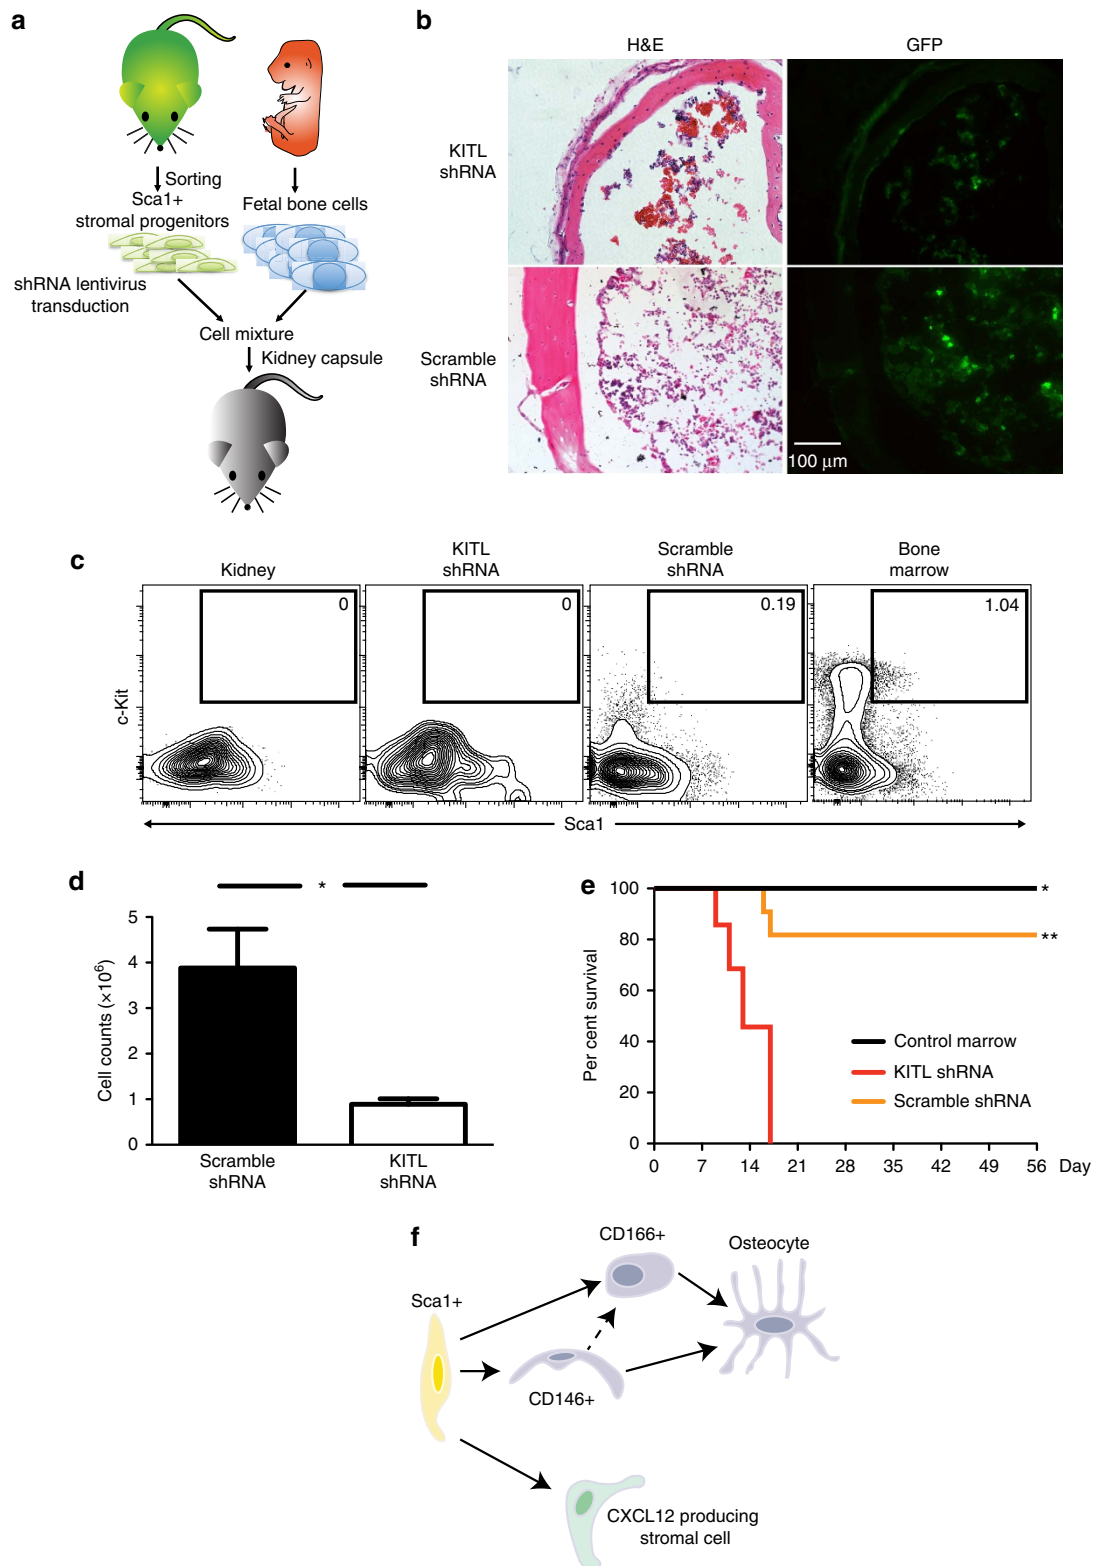 a
Sorting
Sca1+
stromal progenitors
Fetal bone cells
shRNA lentivirus
transduction
Cell mixture
Kidney capsule
b
H&E
GFP
KITL
shRNA
Scramble
shRNA
100 μm
c
Kidney
KITL
shRNA
Scramble
shRNA
Bone
marrow
0
0
0.19
1.04
c-Kit
Sca1
d
*
5
4
3
2
1
0
Cell counts (×10⁶)
Scramble
shRNA
KITL
shRNA
e
100
80
60
40
20
0
Per cent survival
*
**
Control marrow
KITL shRNA
Scramble shRNA
0 7 14 21 28 35 42 49 56 Day
f
CD166+
Osteocyte
Sca1+
CD146+
CXCL12 producing
stromal cell